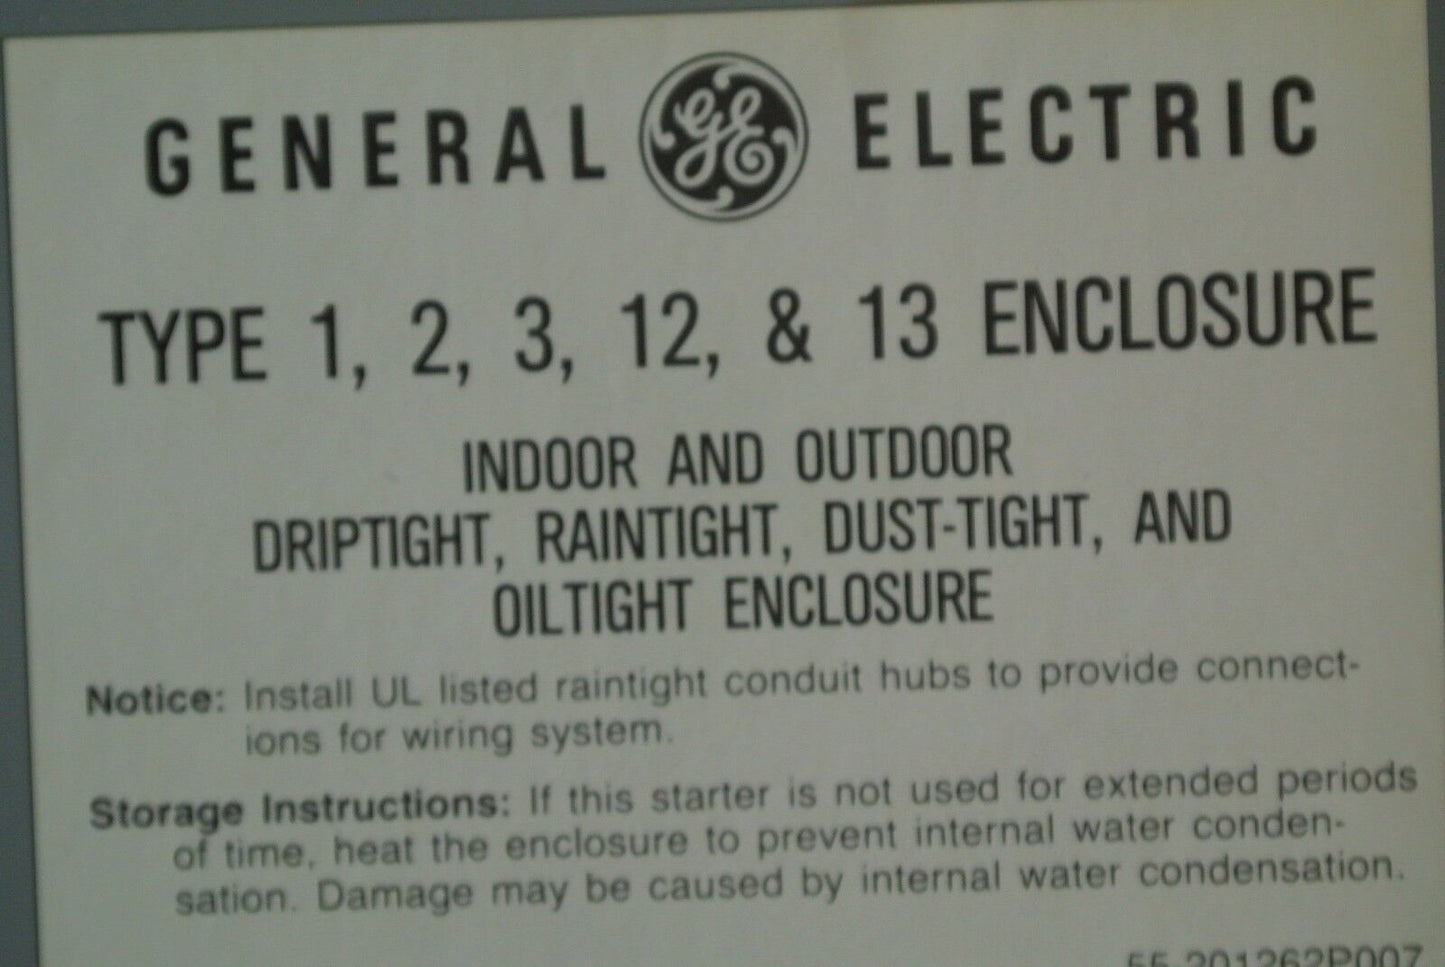 GENERAL GE ELECTRIC
TYPE 1, 2, 3, 12, & 13 ENCLOSURE
INDOOR AND OUTDOOR
DRIPTIGHT, RAINTIGHT, DUST-TIGHT, AND
OILTIGHT ENCLOSURE
Notice: Install UL listed raintight conduit hubs to provide connect-
ions for wiring system.
Storage Instructions: If this starter is not used for extended periods
of time, heat the enclosure to prevent internal water conden-
sation. Damage may be caused by internal water condensation.
55-201262P007